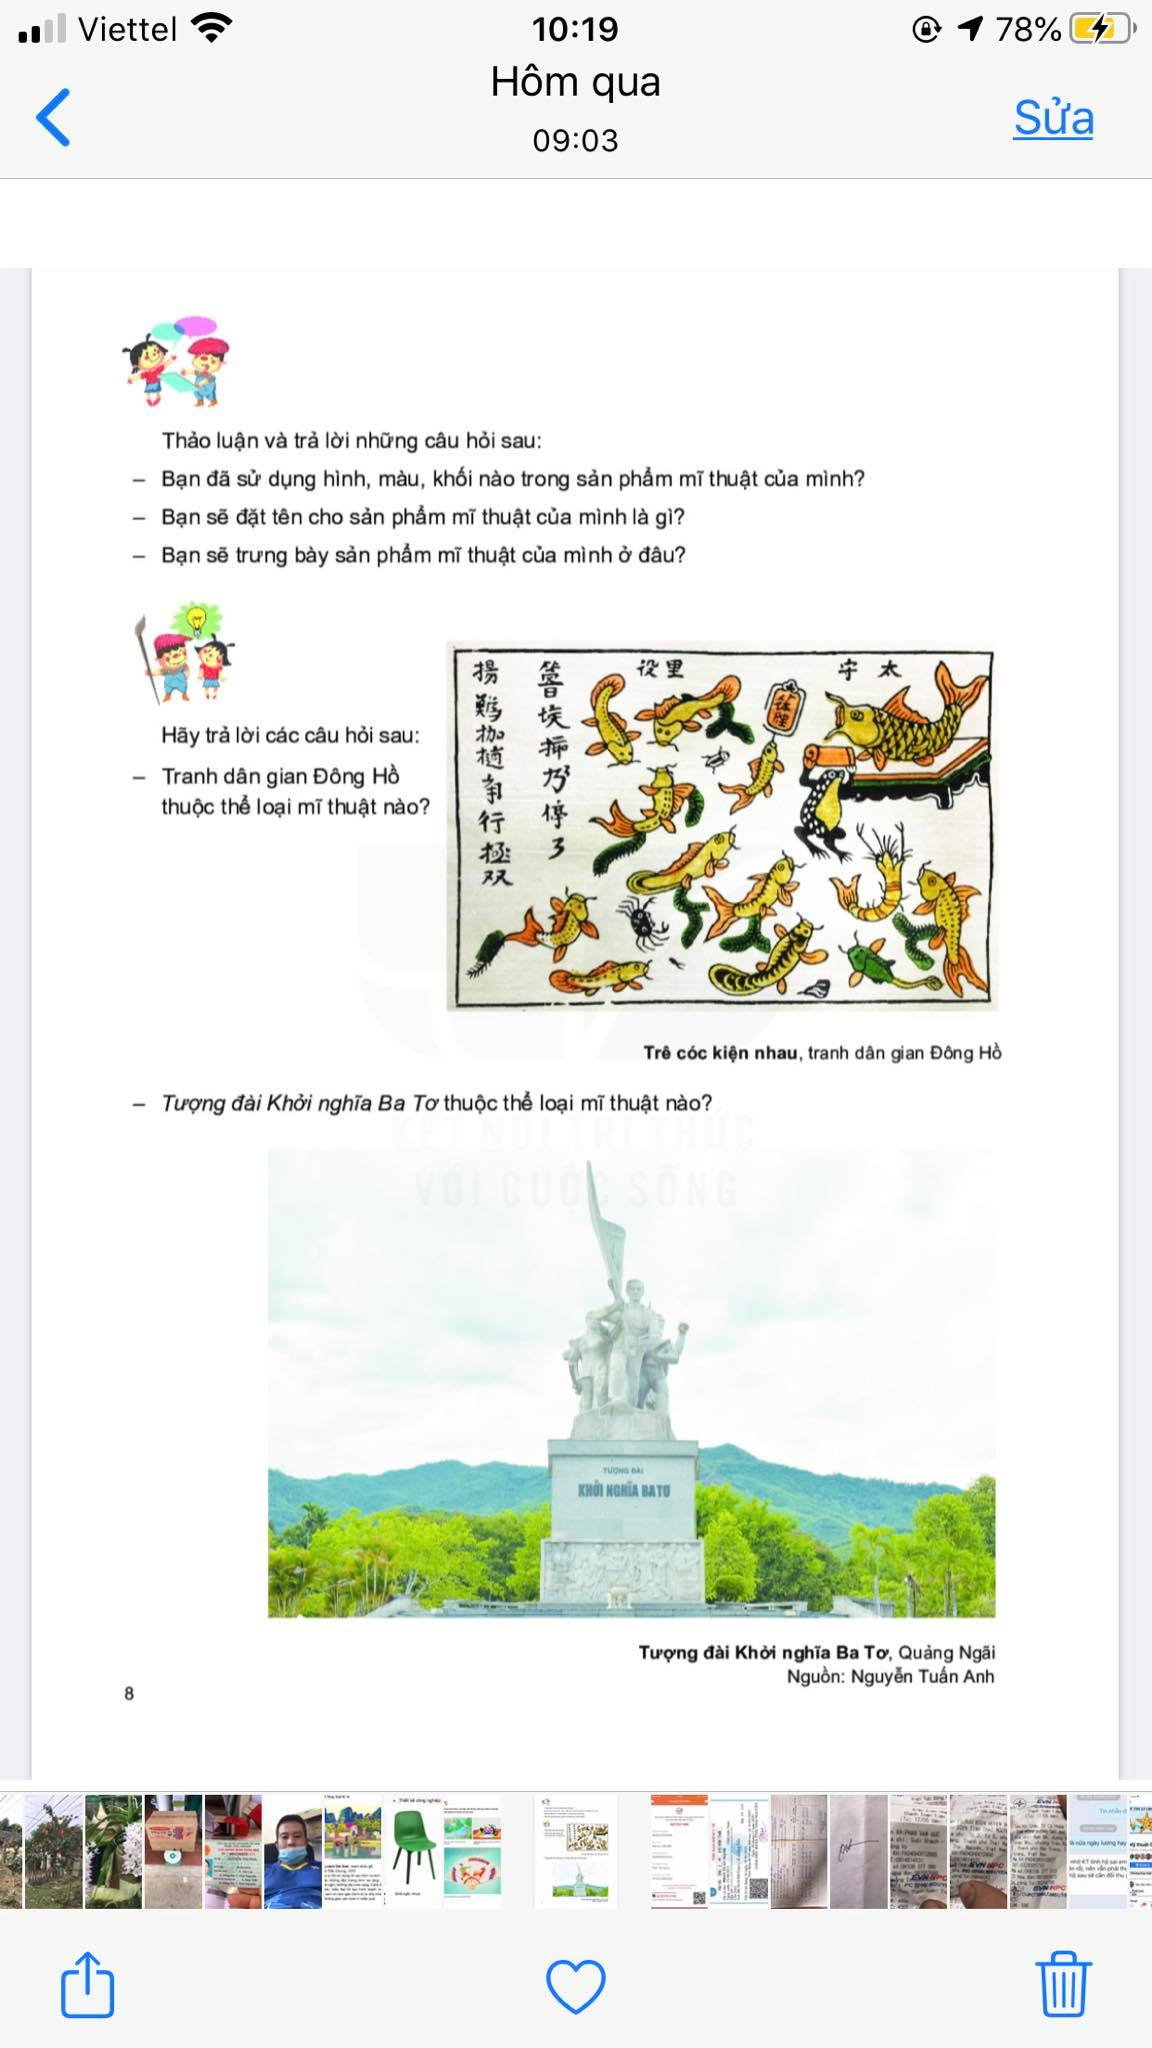 Viettel
10:19
78%
Hôm qua
09:03
Sửa
Thảo luận và trả lời những câu hỏi sau:
– Bạn đã sử dụng hình, màu, khối nào trong sản phẩm mĩ thuật của mình?
– Bạn sẽ đặt tên cho sản phẩm mĩ thuật của mình là gì?
– Bạn sẽ trưng bày sản phẩm mĩ thuật của mình ở đâu?
Hãy trả lời các câu hỏi sau:
– Tranh dân gian Đông Hồ
thuộc thể loại mĩ thuật nào?
太守
里役
Trê cóc kiện nhau, tranh dân gian Đông Hồ
– Tượng đài Khởi nghĩa Ba Tơ thuộc thể loại mĩ thuật nào?
KẾT NỐI TRI THỨC
VỚI CUỘC SỐNG
TƯỢNG ĐÀI
KHỞI NGHĨA BA TƠ
Tượng đài Khởi nghĩa Ba Tơ, Quảng Ngãi
Nguồn: Nguyễn Tuấn Anh
8